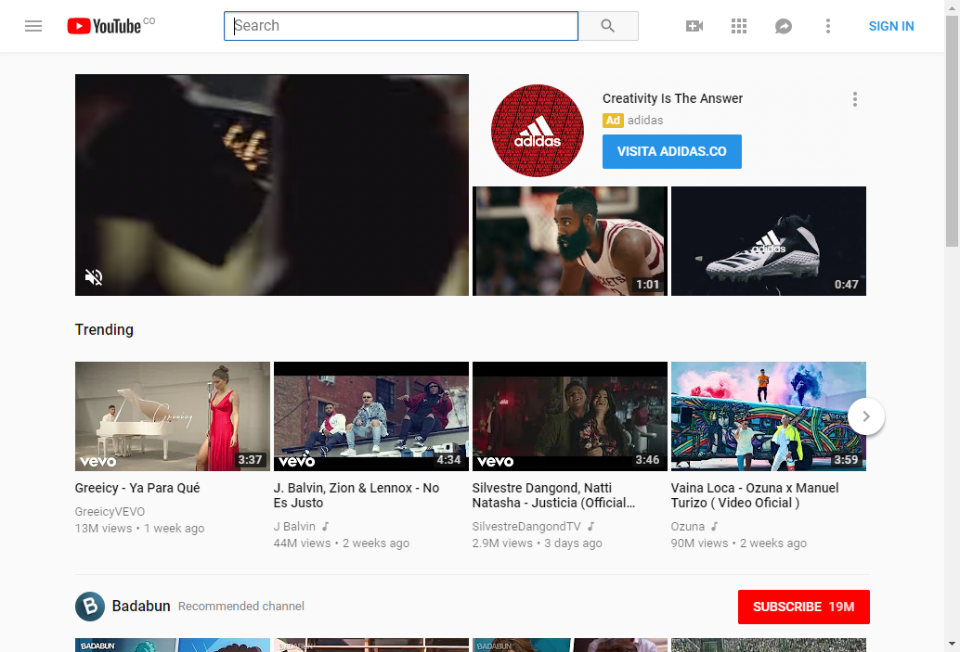 YouTube CO
Search
SIGN IN
Creativity Is The Answer
Ad adidas
VISITA ADIDAS.CO
adidas
1:01
adidas
0:47
Trending
Greeicy
vevo
3:37
vevo
4:34
vevo
3:46
3:59
Greeicy - Ya Para Qué
GreeicyVEVO
13M views • 1 week ago
J. Balvin, Zion & Lennox - No
Es Justo
J Balvin
44M views • 2 weeks ago
Silvestre Dangond, Natti
Natasha - Justicia (Official...
SilvestreDangondTV
2.9M views • 3 days ago
Vaina Loca - Ozuna x Manuel
Turizo ( Video Oficial )
Ozuna
90M views • 2 weeks ago
B
Badabun Recommended channel
SUBSCRIBE 19M
BADABUN
BADABUN
BADABUN